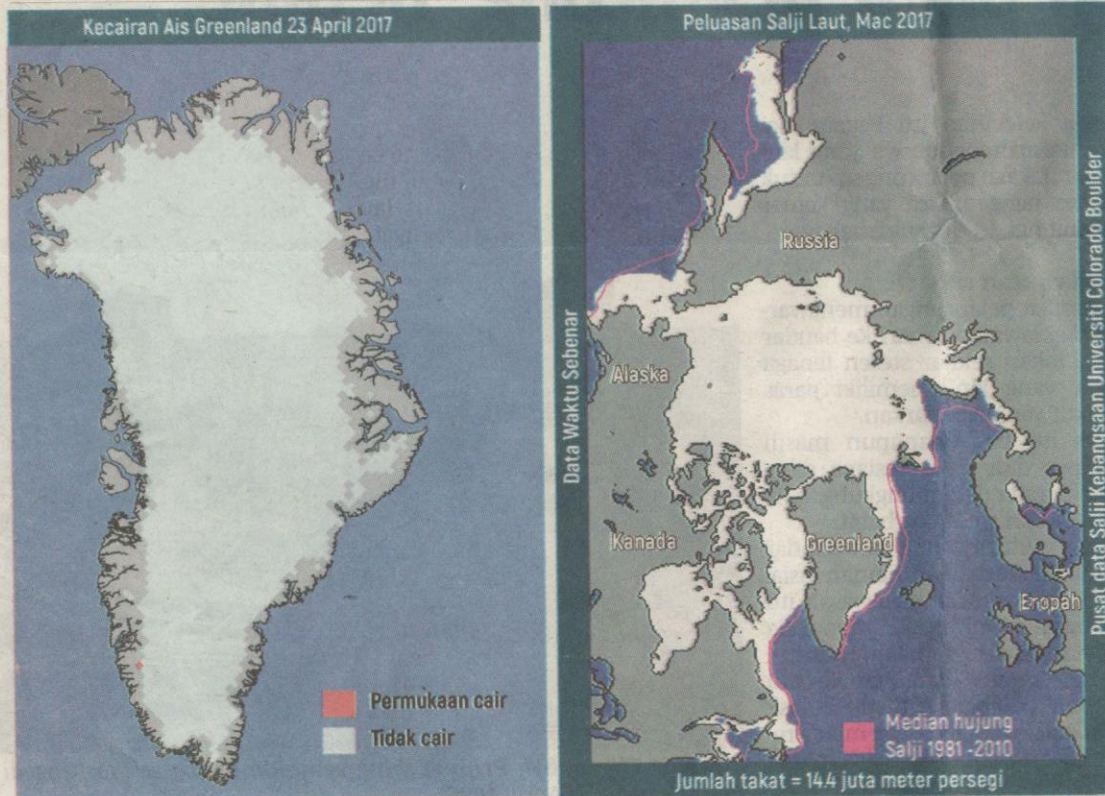 Kecairan Ais Greenland 23 April 2017
Permukaan cair
Tidak cair
Data Waktu Sebenar
Peluasan Salji Laut, Mac 2017
Russia
Alaska
Kanada
Greenland
Eropah
Median hujung
Salji 1981 -2010
Jumlah takat = 14.4 juta meter persegi
Pusat data Salji Kebangsaan Universiti Colorado Boulder